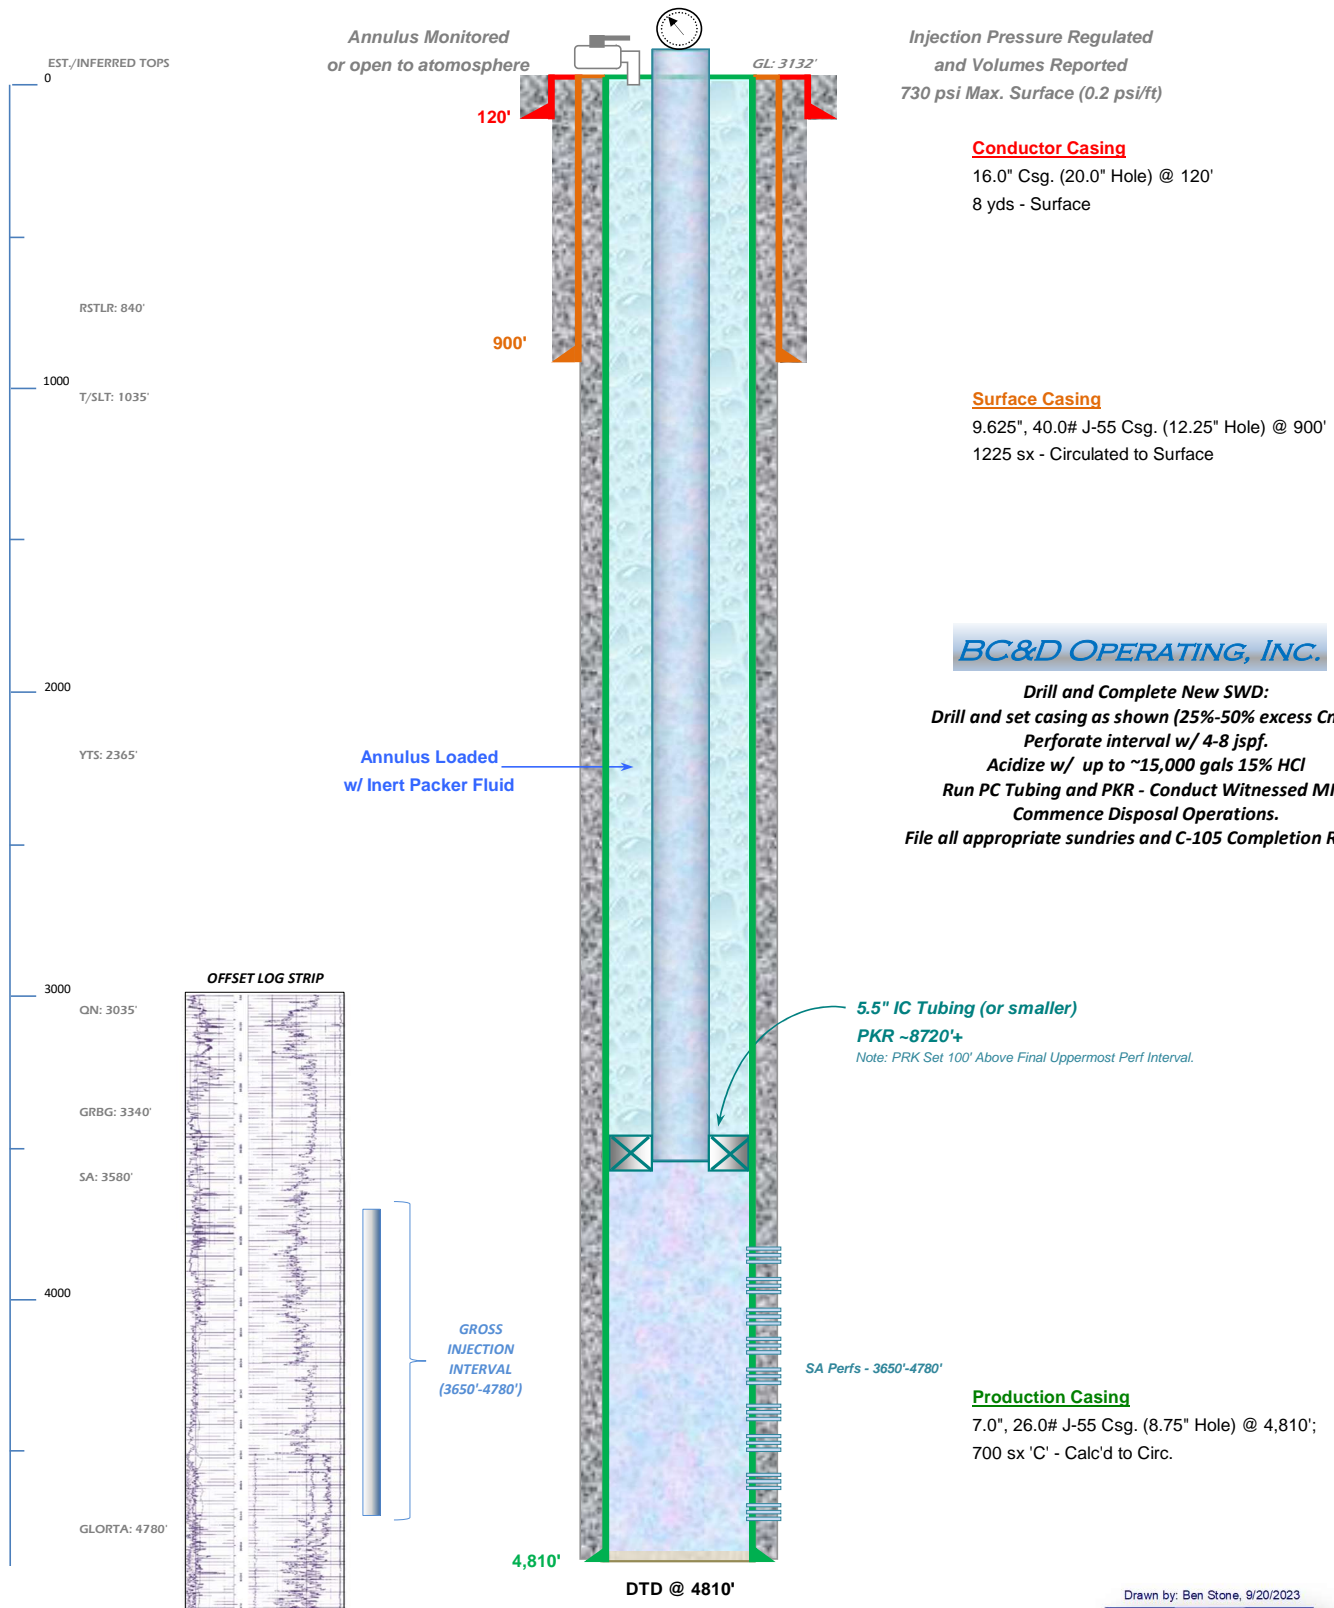 Annulus Monitored
or open to atomosphere
Injection Pressure Regulated
and Volumes Reported
730 psi Max. Surface (0.2 psi/ft)
EST./INFERRED TOPS
GL: 3132'
0
120'
Conductor Casing
16.0" Csg. (20.0" Hole) @ 120'
8 yds - Surface
RSTLR: 840'
900'
1000
T/SLT: 1035'
Surface Casing
9.625", 40.0# J-55 Csg. (12.25" Hole) @ 900'
1225 sx - Circulated to Surface
BC&D OPERATING, INC.
2000
Drill and Complete New SWD:
Drill and set casing as shown (25%-50% excess
Perforate interval w/ 4-8 jspf.
Acidize w/ up to ~15,000 gals 15% HCl
Run PC Tubing and PKR - Conduct Witnessed
Commence Disposal Operations.
File all appropriate sundries and C-105 Completion
YTS: 2365'
Annulus Loaded
w/ Inert Packer Fluid
OFFSET LOG STRIP
3000
QN: 3035'
5.5" IC Tubing (or smaller)
PKR ~8720'+
Note: PRK Set 100' Above Final Uppermost Perf Interval.
GRBG: 3340'
SA: 3580'
4000
GROSS
INJECTION
INTERVAL
(3650'-4780')
SA Perfs - 3650'-4780'
Production Casing
7.0", 26.0# J-55 Csg. (8.75" Hole) @ 4,810';
700 sx 'C' - Calc'd to Circ.
GLORTA: 4780'
4,810'
DTD @ 4810'
Drawn by: Ben Stone, 9/20/2023